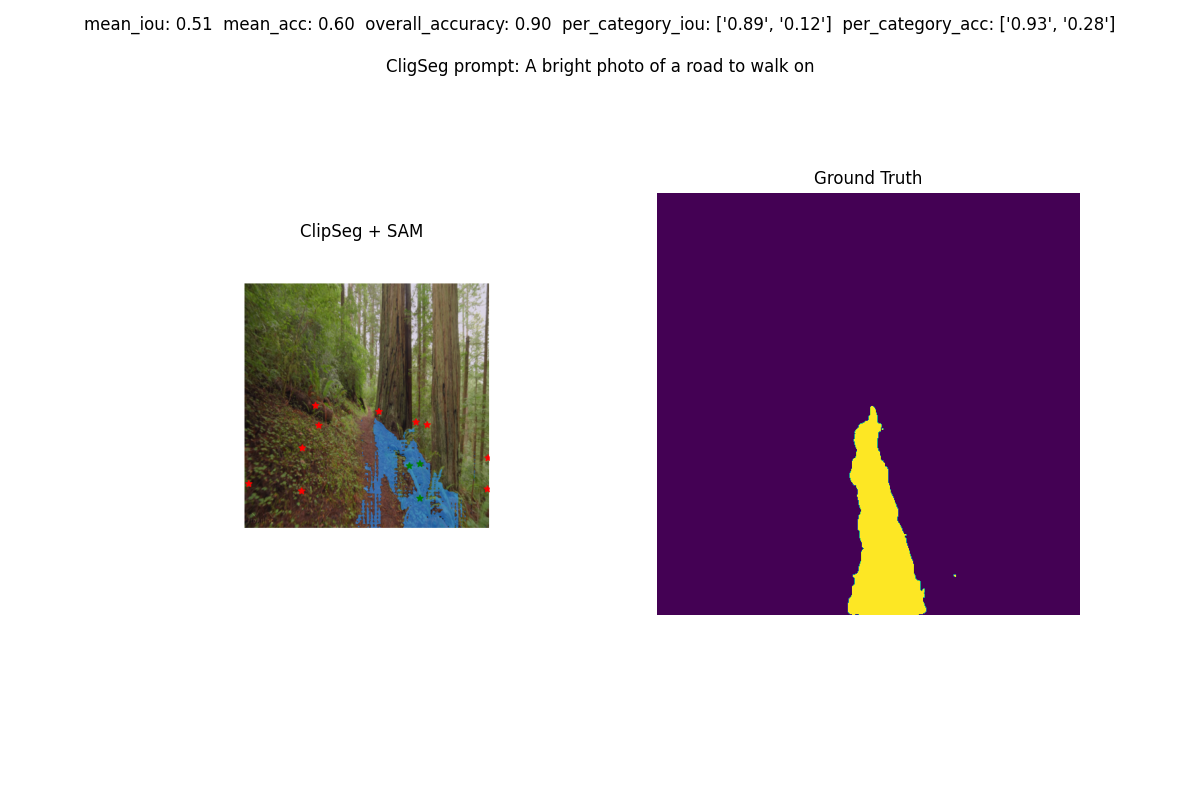 mean_iou: 0.51  mean_acc: 0.60  overall_accuracy: 0.90  per_category_iou: ['0.89', '0.12']  per_category_acc: ['0.93', '0.28']
CligSeg prompt: A bright photo of a road to walk on
Ground Truth
ClipSeg + SAM